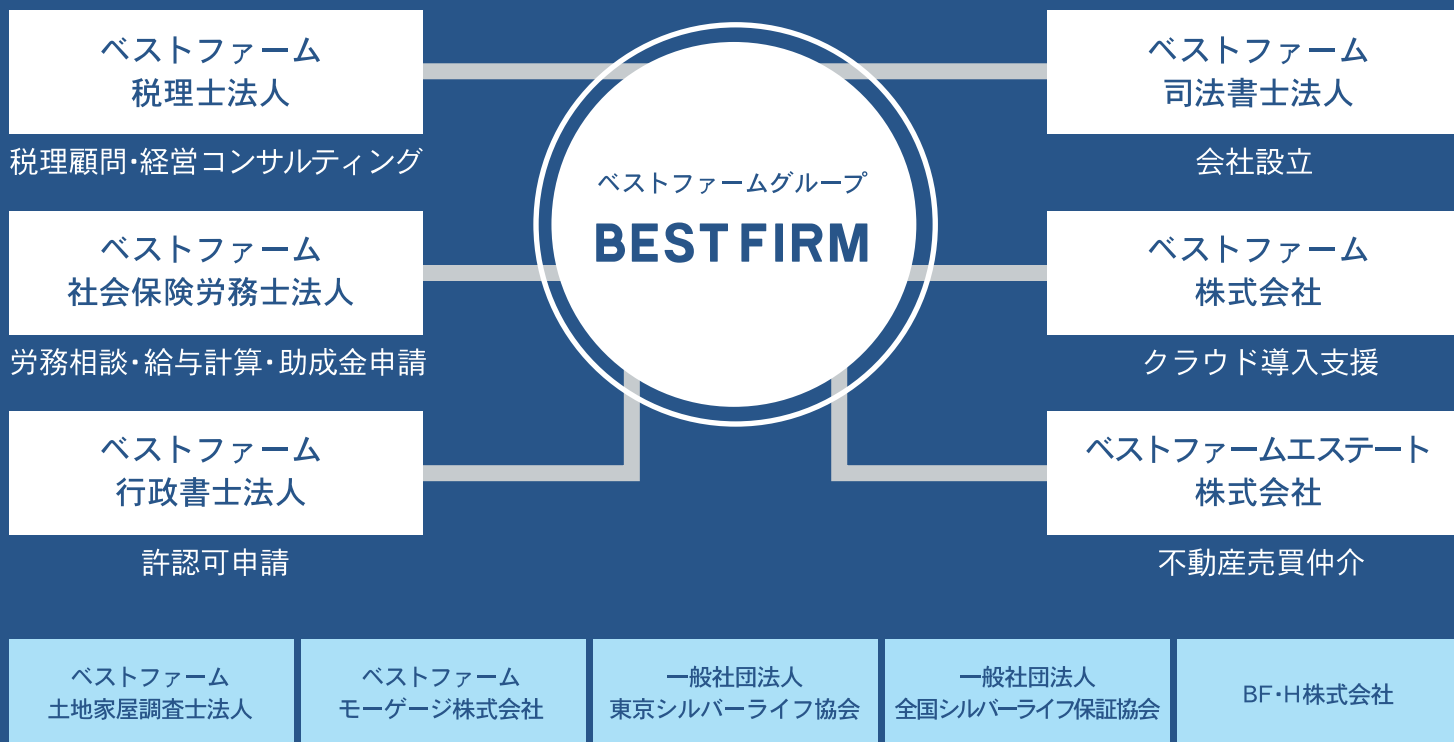 ベストファーム
税理士法人
税理顧問・経営コンサルティング
ベストファーム
社会保険労務士法人
労務相談・給与計算・助成金申請
ベストファーム
行政書士法人
許認可申請
ベストファームグループ
BEST FIRM
ベストファーム
司法書士法人
会社設立
ベストファーム
株式会社
クラウド導入支援
ベストファームエステート
株式会社
不動産売買仲介
ベストファーム
土地家屋調査士法人
ベストファーム
モーゲージ株式会社
一般社団法人
東京シルバーライフ協会
一般社団法人
全国シルバーライフ保証協会
BF・H株式会社